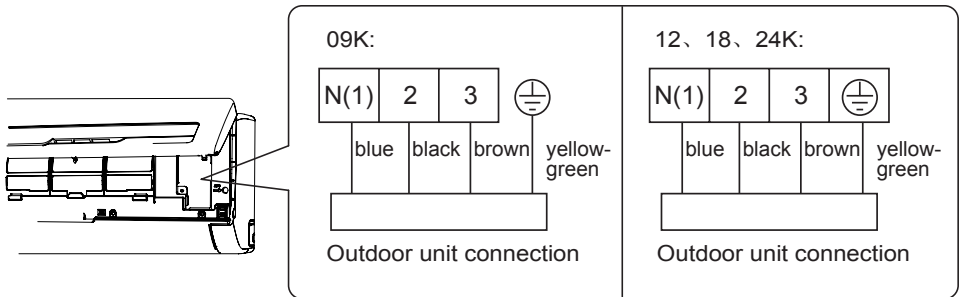 09K:
N(1) 2 3
blue black brown yellow-
green
Outdoor unit connection
12、18、24K:
N(1) 2 3
blue black brown yellow-
green
Outdoor unit connection